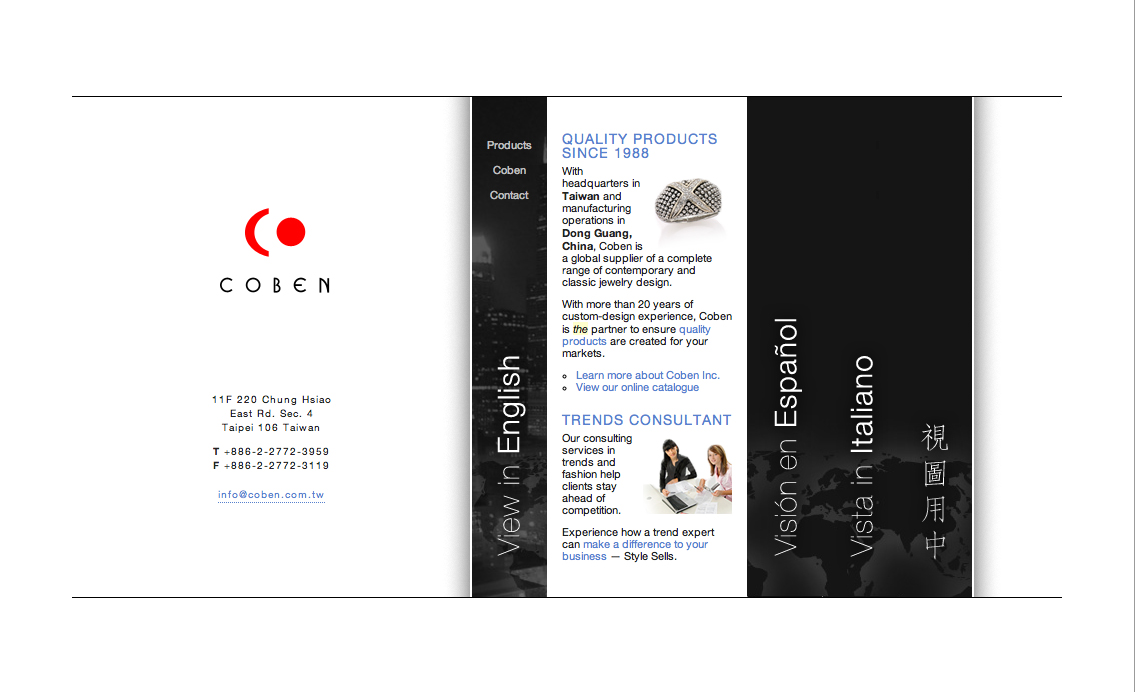 COBEN
11F 220 Chung Hsiao
East Rd. Sec. 4
Taipei 106 Taiwan
T +886-2-2772-3959
F +886-2-2772-3119
info@coben.com.tw
Products
Coben
Contact
View in English
QUALITY PRODUCTS
SINCE 1988
With
headquarters in
Taiwan and
manufacturing
operations in
Dong Guang,
China, Coben is
a global supplier of a complete
range of contemporary and
classic jewelry design.
With more than 20 years of
custom-design experience, Coben
is the partner to ensure quality
products are created for your
markets.
Learn more about Coben Inc.
View our online catalogue
TRENDS CONSULTANT
Our consulting
services in
trends and
fashion help
clients stay
ahead of
competition.
Experience how a trend expert
can make a difference to your
business — Style Sells.
Visión en Español
Vista in Italiano
視圖用中